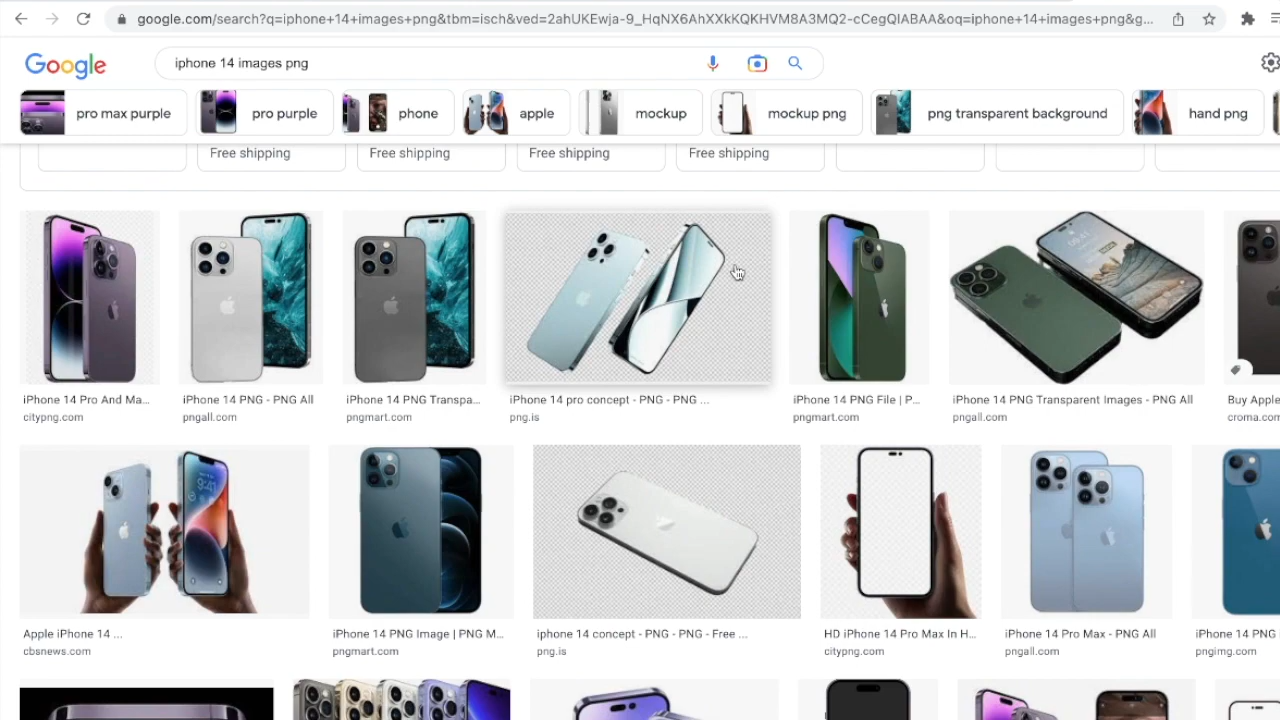 google.com/search?q=iphone+14+images+png&tbm=isch&ved=2ahUKEwja-9_HqNX6AhXXkKQKHVM8A3MQ2-cCegQIABAA&oq=iphone+14+images+png&g...
Google
iphone 14 images png
pro max purple
pro purple
phone
apple
mockup
mockup png
png transparent background
hand png
Free shipping
Free shipping
Free shipping
Free shipping
iPhone 14 Pro And Ma...
citypng.com
iPhone 14 PNG - PNG All
pngall.com
iPhone 14 PNG Transpa...
pngmart.com
iPhone 14 pro concept - PNG - PNG ...
png.is
iPhone 14 PNG File | P...
pngmart.com
iPhone 14 PNG Transparent Images - PNG All
pngall.com
Buy Apple
croma.com
09:41
Apple iPhone 14 ...
cbsnews.com
iPhone 14 PNG Image | PNG M...
pngmart.com
iphone 14 concept - PNG - PNG - Free ...
png.is
HD iPhone 14 Pro Max In H...
citypng.com
iPhone 14 Pro Max - PNG All
pngall.com
iPhone 14 PNG
pngimg.com